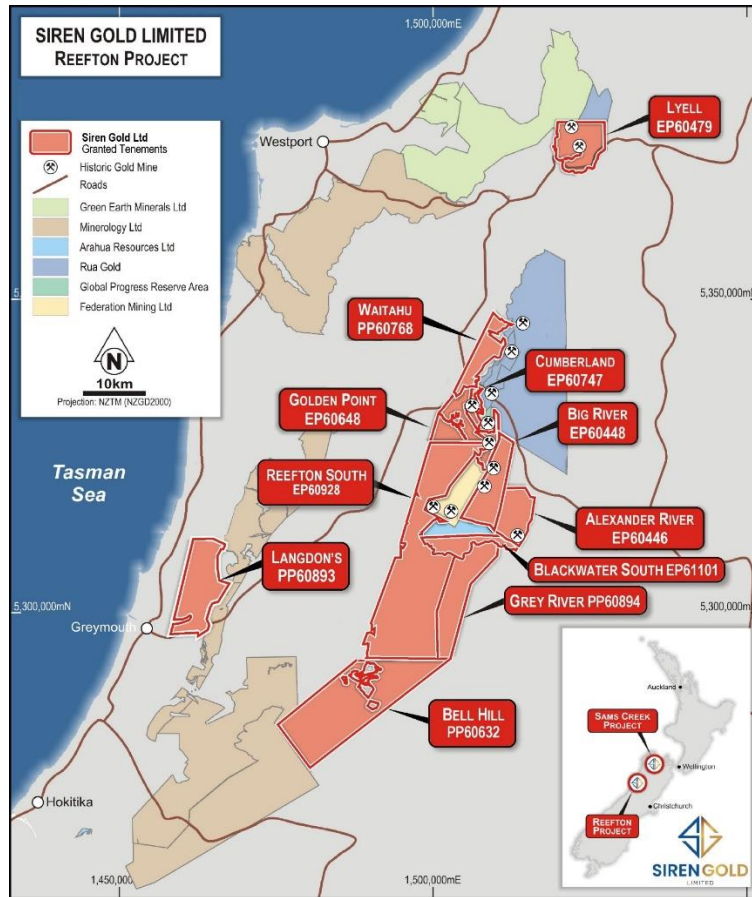 SIREN GOLD LIMITED
REEFTON PROJECT
Siren Gold Ltd
Granted Tenements
Historic Gold Mine
Roads
Green Earth Minerals Ltd
Minerology Ltd
Arahua Resources Ltd
Rua Gold
Global Progress Reserve Area
Federation Mining Ltd
N
10km
Projection: NZTM (NZGD2000)
1,500,000mE
Westport
LYELL
EP60479
5,350,000mN
WAITAHU
PP60768
CUMBERLAND
EP60747
GOLDEN POINT
EP60648
BIG RIVER
EP60448
REEFTON SOUTH
EP60928
Tasman
Sea
ALEXANDER RIVER
EP60446
LANGDON'S
PP60893
BLACKWATER SOUTH EP61101
GREY RIVER PP60894
5,300,000mN
5,300,000mN
Greymouth
BELL HILL
PP60632
Hokitika
1,450,000mE
1,500,000mE
Auckland
SAMS CREEK
PROJECT
Wellington
Christchurch
REEFTON
PROJECT
SIREN GOLD
LIMITED